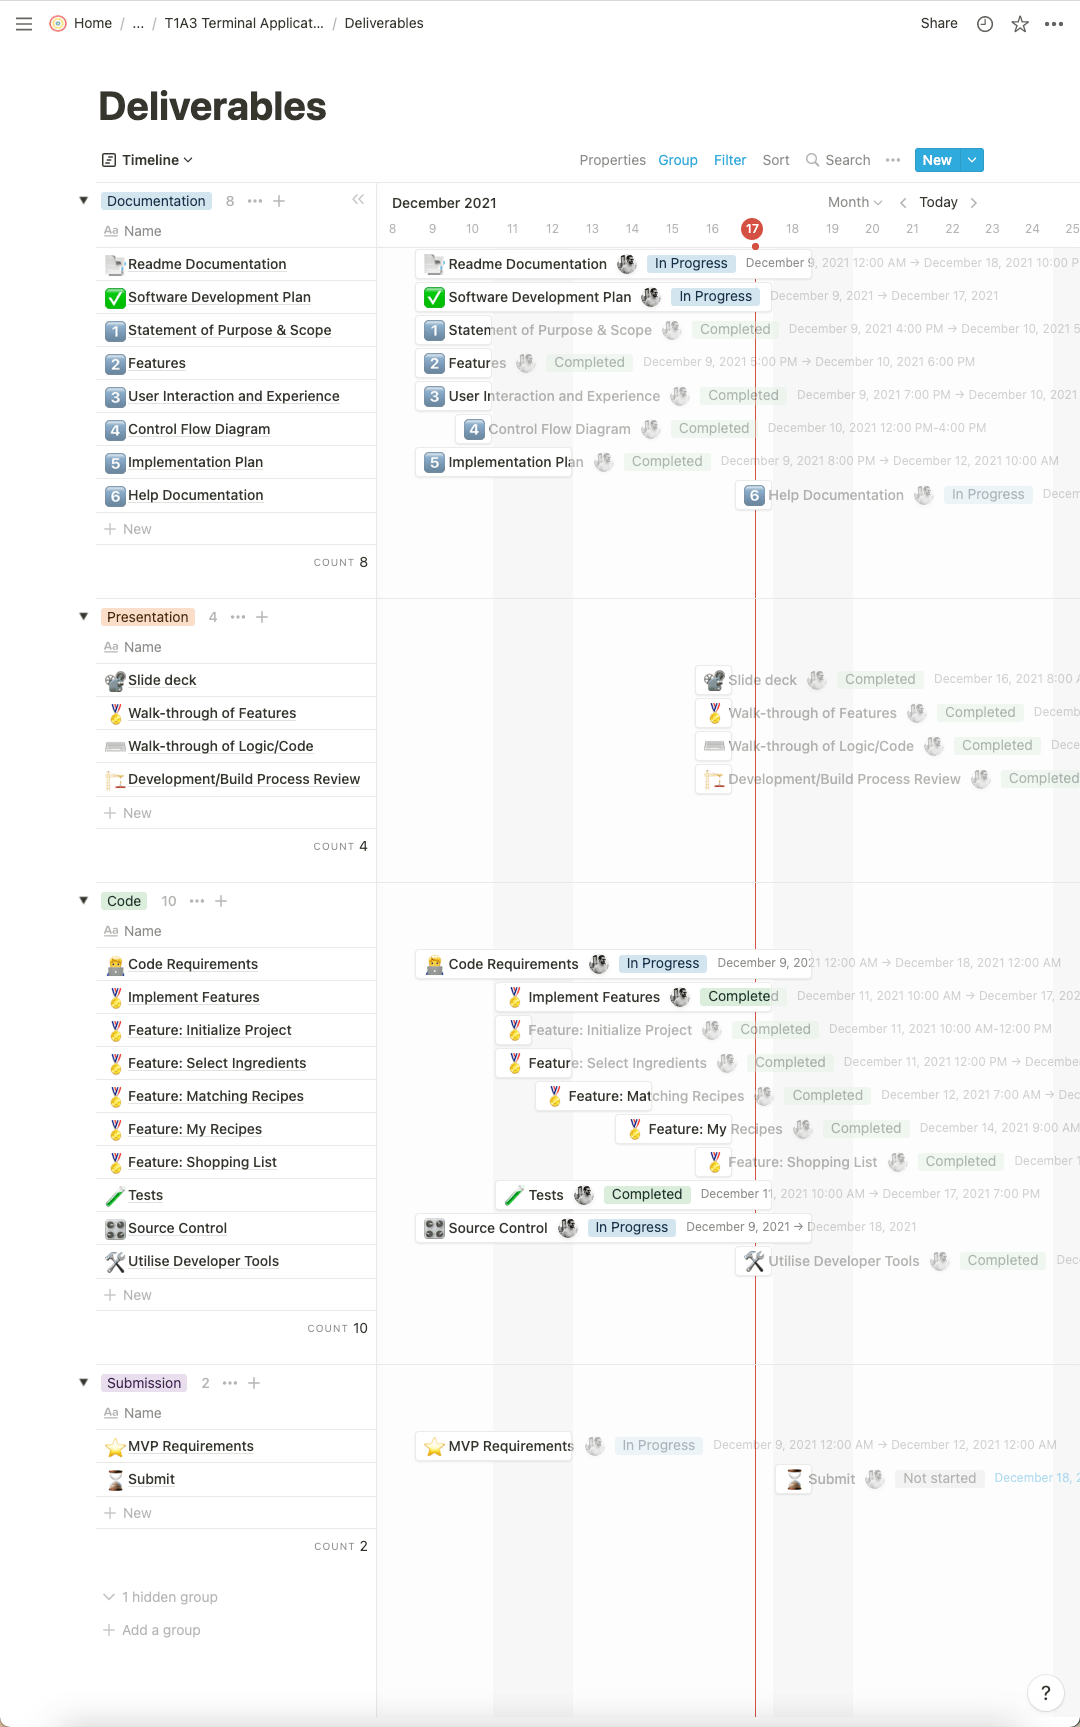 Home / ... / T1A3 Terminal Applicat... / Deliverables
Share
Deliverables
Timeline
Properties Group Filter Sort Search New
Documentation 8
December 2021
Month Today
Aa Name
8 9 10 11 12 13 14 15 16 17 18 19 20 21 22 23 24 25
Readme Documentation Readme Documentation In Progress December 9, 2021 12:00 AM → December 18, 2021 10:00 P
Software Development Plan Software Development Plan In Progress December 9, 2021 → December 17, 2021
1 Statement of Purpose & Scope 1 Statement of Purpose & Scope Completed December 9, 2021 4:00 PM → December 10, 2021 5
2 Features 2 Features Completed December 9, 2021 5:00 PM → December 10, 2021 6:00 PM
3 User Interaction and Experience 3 User Interaction and Experience Completed December 9, 2021 7:00 PM → December 10, 2021
4 Control Flow Diagram 4 Control Flow Diagram Completed December 10, 2021 12:00 PM-4:00 PM
5 Implementation Plan 5 Implementation Plan Completed December 9, 2021 8:00 PM → December 12, 2021 10:00 AM
6 Help Documentation 6 Help Documentation In Progress Decem
New
COUNT 8
Presentation 4
Aa Name
Slide deck Slide deck Completed December 16, 2021 8:00 A
Walk-through of Features Walk-through of Features Completed Decemb
Walk-through of Logic/Code Walk-through of Logic/Code Completed Dece
Development/Build Process Review Development/Build Process Review Completed
New
COUNT 4
Code 10
Aa Name
Code Requirements Code Requirements In Progress December 9, 2021 12:00 AM → December 18, 2021 12:00 AM
Implement Features Implement Features Completed December 11, 2021 10:00 AM → December 17, 202
Feature: Initialize Project Feature: Initialize Project Completed December 11, 2021 10:00 AM-12:00 PM
Feature: Select Ingredients Feature: Select Ingredients Completed December 11, 2021 12:00 PM → Decembe
Feature: Matching Recipes Feature: Matching Recipes Completed December 12, 2021 7:00 AM → Dec
Feature: My Recipes Feature: My Recipes Completed December 14, 2021 9:00 AM
Feature: Shopping List Feature: Shopping List Completed December 1
Tests Tests Completed December 11, 2021 10:00 AM → December 17, 2021 7:00 PM
Source Control Source Control In Progress December 9, 2021 → December 18, 2021
Utilise Developer Tools Utilise Developer Tools Completed Dec
New
COUNT 10
Submission 2
Aa Name
MVP Requirements MVP Requirements In Progress December 9, 2021 12:00 AM → December 12, 2021 12:00 AM
Submit Submit Not started December 18, 2
New
COUNT 2
1 hidden group
Add a group
?